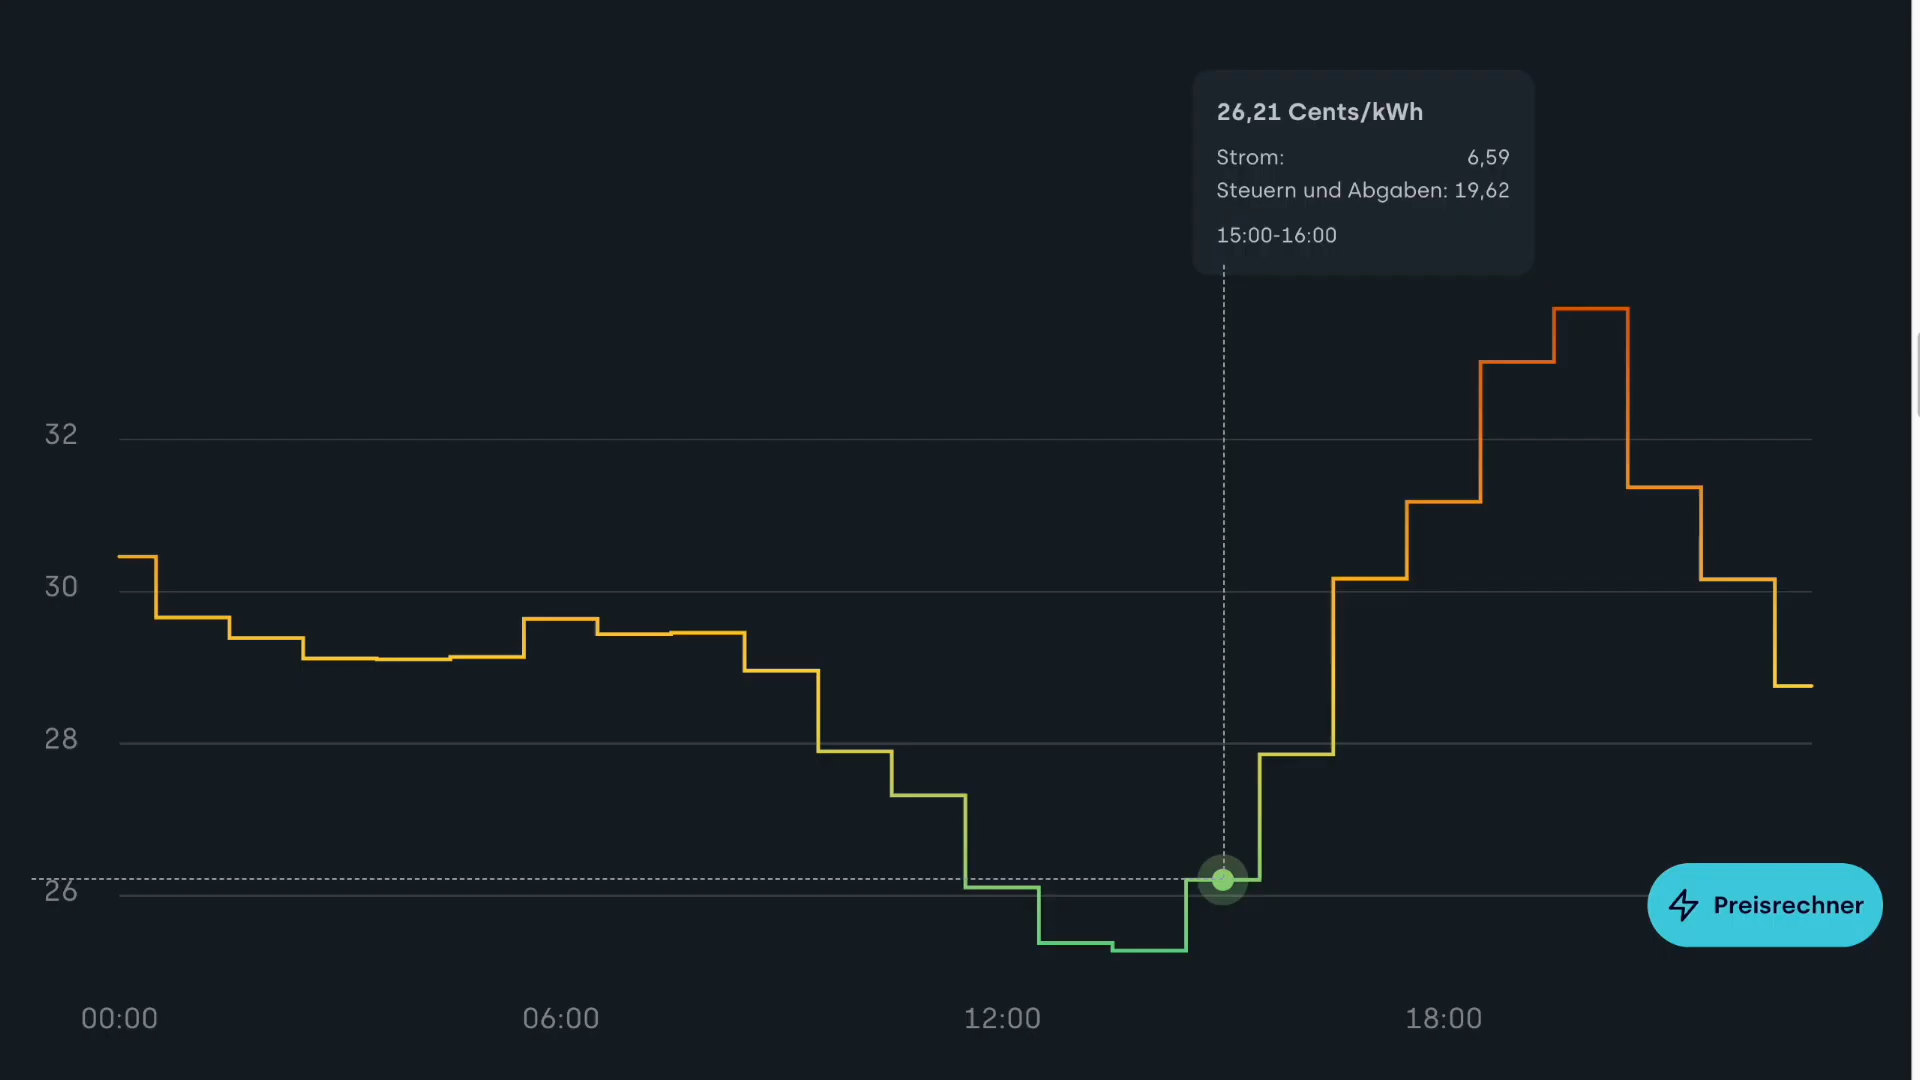 26,21 Cents/kWh
Strom: 6,59
Steuern und Abgaben: 19,62
15:00-16:00
32
30
28
26
Preisrechner
00:00 06:00 12:00 18:00